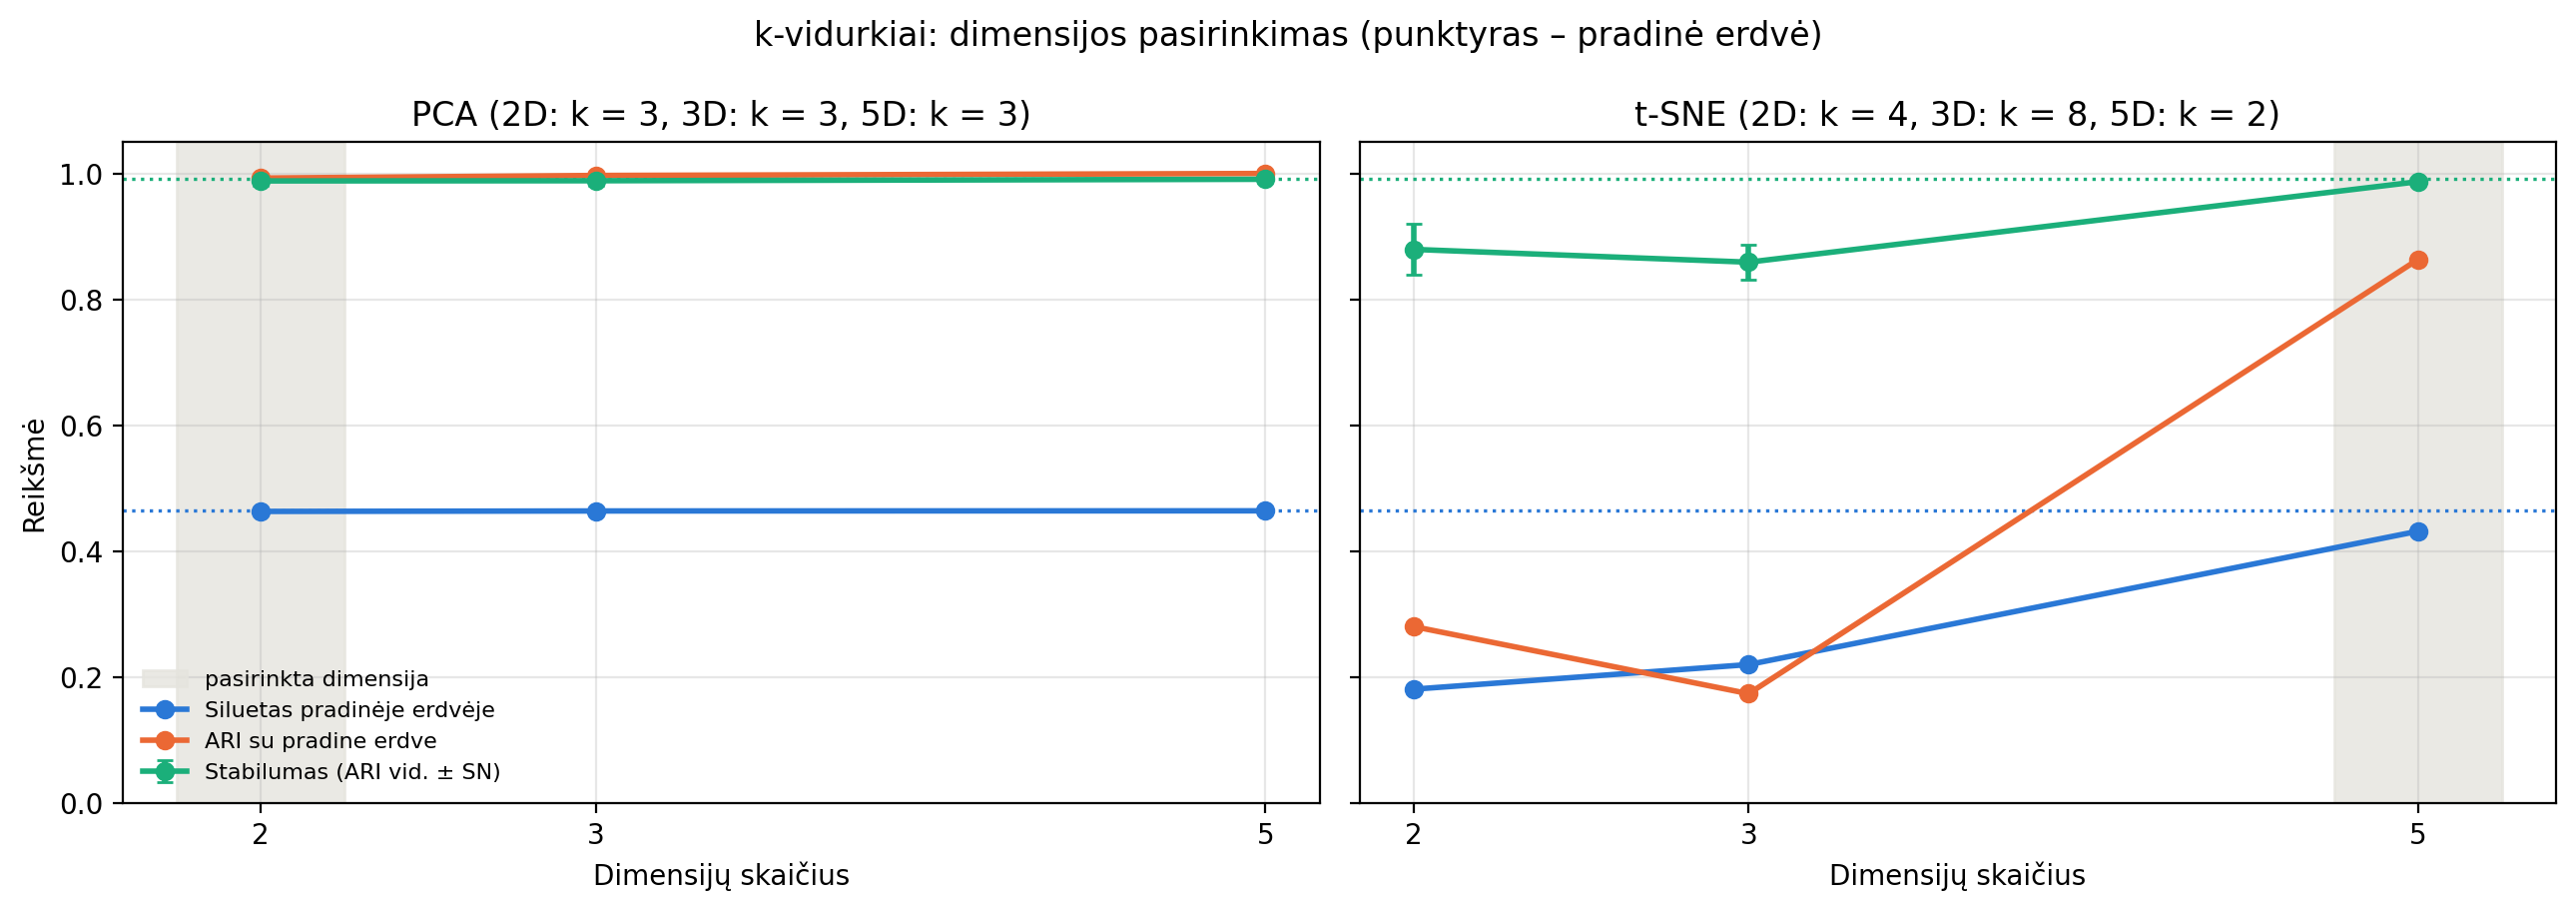 k-vidurkiai: dimensijos pasirinkimas (punktyras – pradinė erdvė)
PCA (2D: k = 3, 3D: k = 3, 5D: k = 3)
Reikšmė
1.0
0.8
0.6
0.4
0.2
0.0
pasirinkta dimensija
Siluetas pradinėje erdvėje
ARI su pradine erdve
Stabilumas (ARI vid. ± SN)
2 3 5
Dimensijų skaičius
t-SNE (2D: k = 4, 3D: k = 8, 5D: k = 2)
2 3 5
Dimensijų skaičius